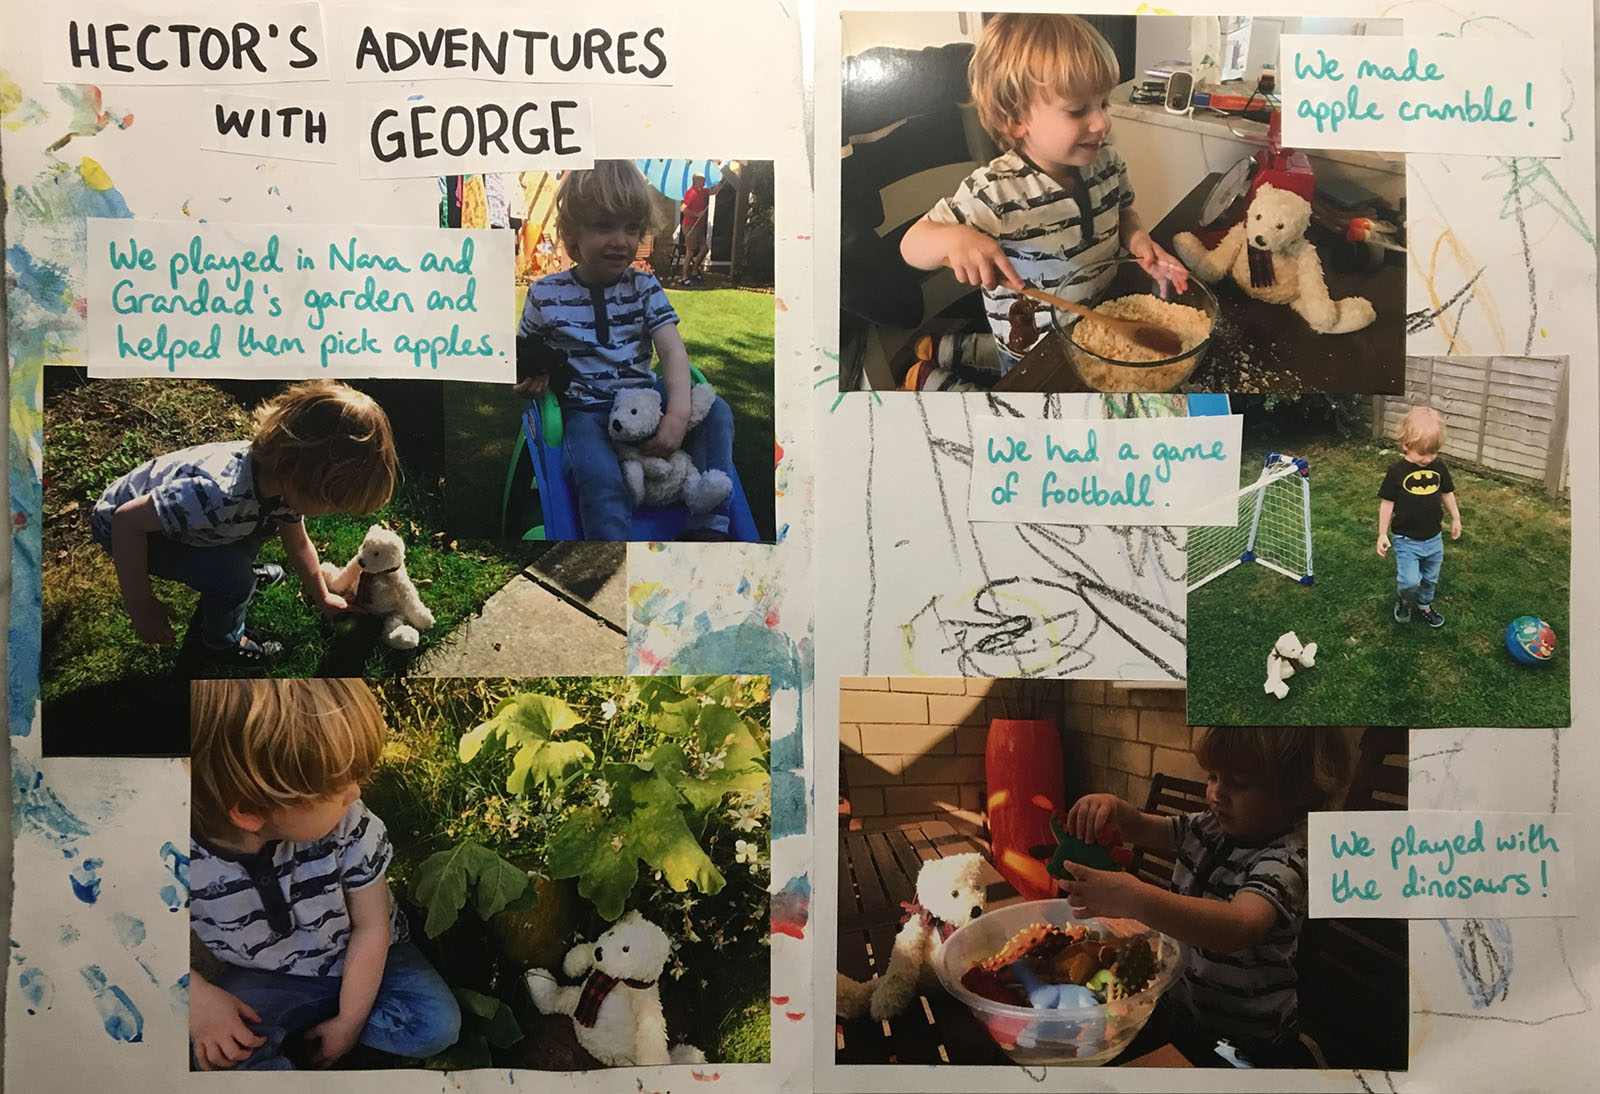 HECTOR'S ADVENTURES
WITH GEORGE
We played in Nana and
Grandad's garden and
helped them pick apples.
We made
apple crumble!
We had a game
of football.
We played with
the dinosaurs!